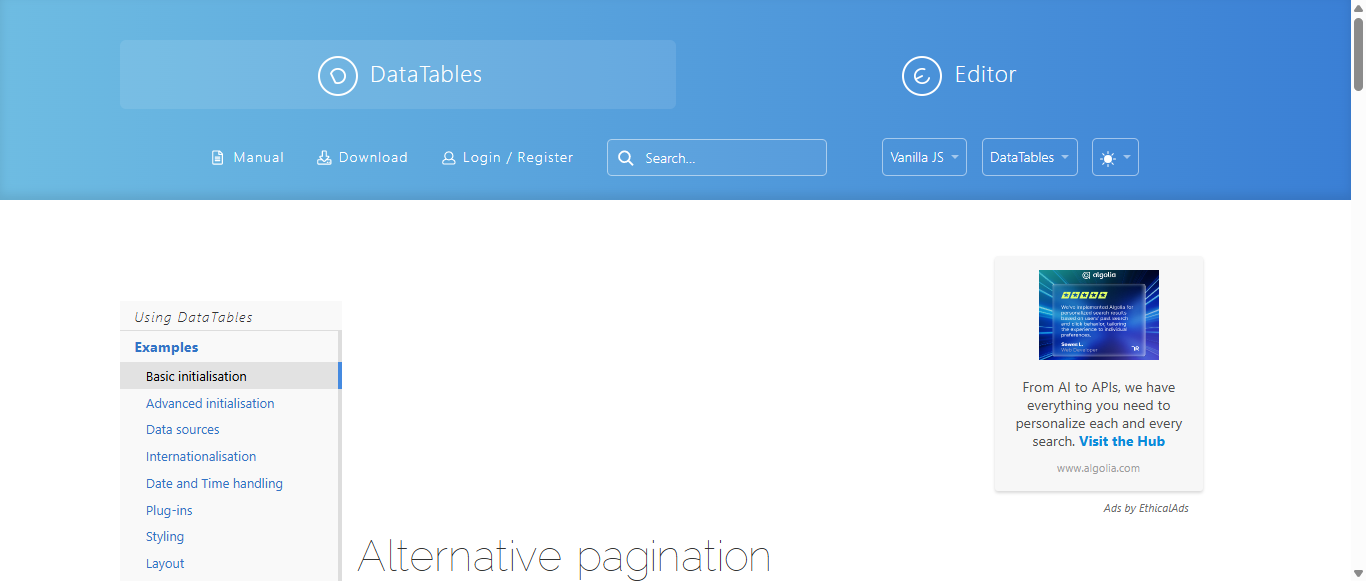 DataTables
Editor
Manual
Download
Login / Register
Search...
Vanilla JS
DataTables
algolia
We've implemented Algolia for
personalized search results
based on users' past search
and click behavior, tailoring
the experience to individual
preferences.
Sowmi L.
Web Developer
From AI to APIs, we have
everything you need to
personalize each and every
search. Visit the Hub
www.algolia.com
Ads by EthicalAds
Using DataTables
Examples
Basic initialisation
Advanced initialisation
Data sources
Internationalisation
Date and Time handling
Plug-ins
Styling
Layout
Alternative pagination